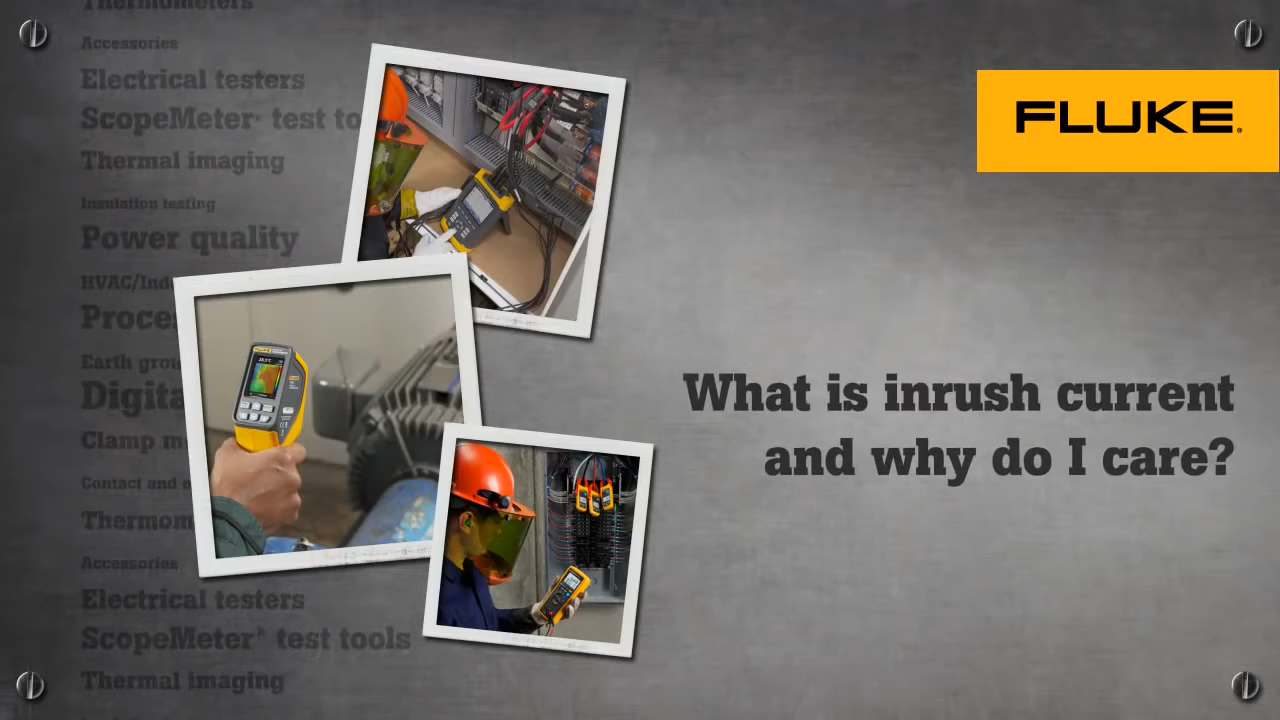 Thermometers
Accessories
Electrical testers
ScopeMeter® test to
Thermal imaging
Insulation testing
Power quality
HVAC/Ind
Proces
Earth grou
Digita
Clamp m
Contact and n
Thermom
Accessories
Electrical testers
ScopeMeter® test tools
Thermal imaging
FLUKE®
What is inrush current
and why do I care?